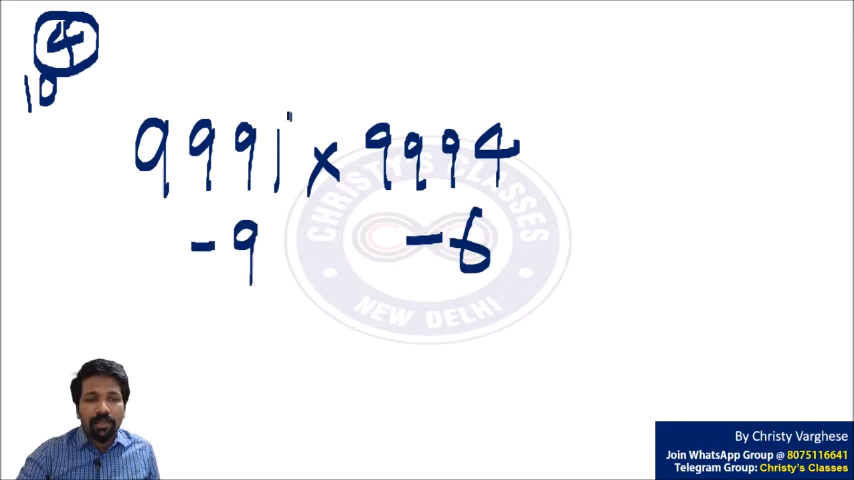 10⁴
9991 x 9994
-9 -6
CHRISTY'S CLASSES
NEW DELHI
By Christy Varghese
Join WhatsApp Group @ 8075116641
Telegram Group: Christy's Classes